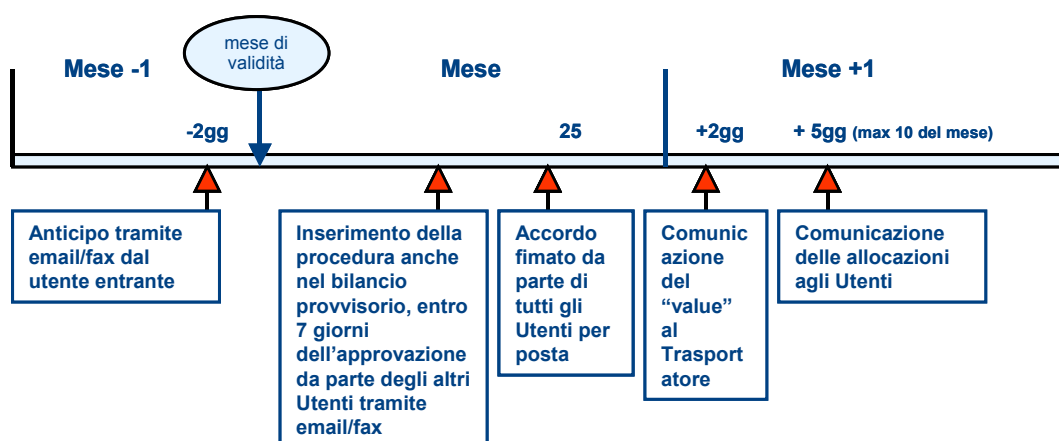 mese di
validità
Mese -1
Mese
Mese +1
-2gg
25
+2gg
+ 5gg (max 10 del mese)
Anticipo tramite
email/fax dal
utente entrante
Inserimento della
procedura anche
nel bilancio
provvisorio, entro
7 giorni
dell’approvazione
da parte degli altri
Utenti tramite
email/fax
Accordo
fimato da
parte di
tutti gli
Utenti per
posta
Comunic
azione
del
“value”
al
Trasport
atore
Comunicazione
delle allocazioni
agli Utenti